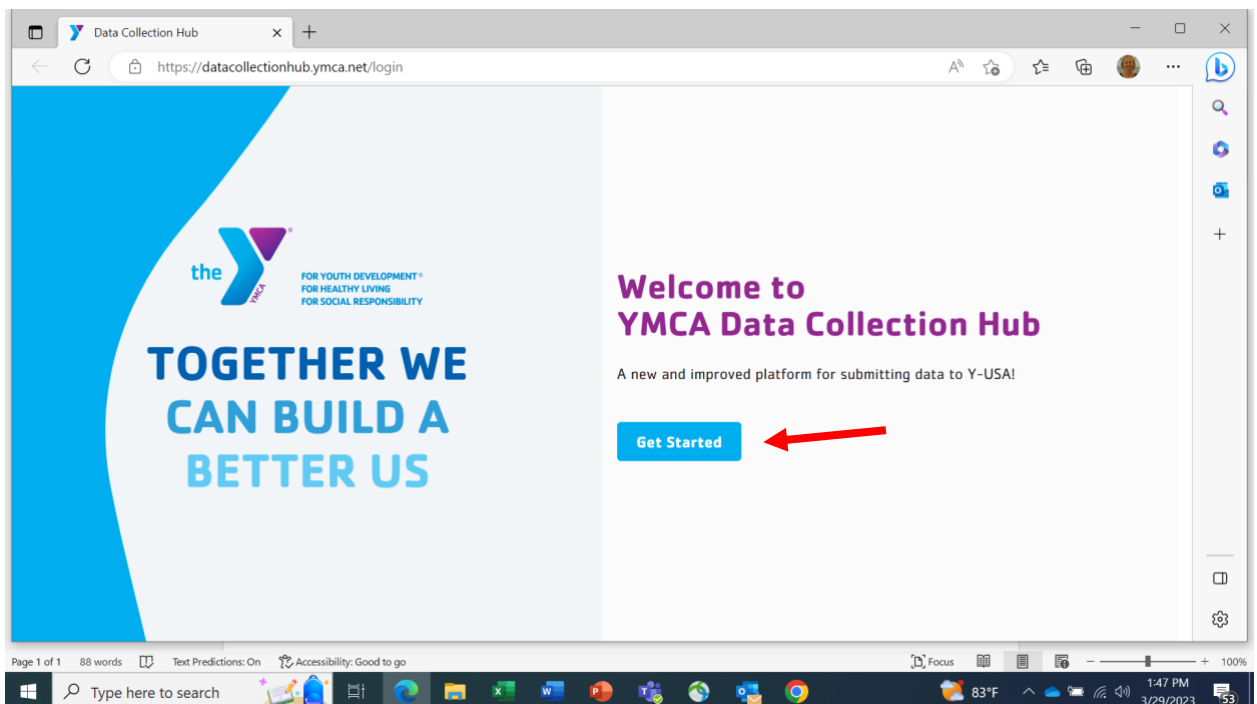 Data Collection Hub
https://datacollectionhub.ymca.net/login
the
YMCA
FOR YOUTH DEVELOPMENT®
FOR HEALTHY LIVING
FOR SOCIAL RESPONSIBILITY
TOGETHER WE
CAN BUILD A
BETTER US
Welcome to
YMCA Data Collection Hub
A new and improved platform for submitting data to Y-USA!
Get Started
Page 1 of 1 88 words Text Predictions: On Accessibility: Good to go Focus 100%
Type here to search 83°F 1:47 PM
3/29/2023 53